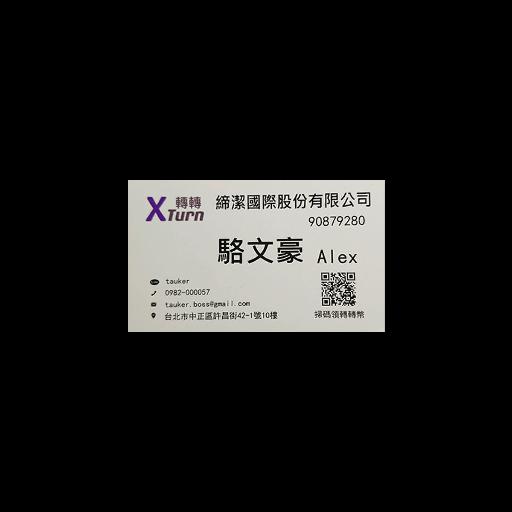 轉轉
XTurn
締潔國際股份有限公司
90879280
駱文豪 Alex
tauker
0982-000057
tauker.boss@gmail.com
台北市中正區許昌街42-1號10樓
掃碼領轉轉幣